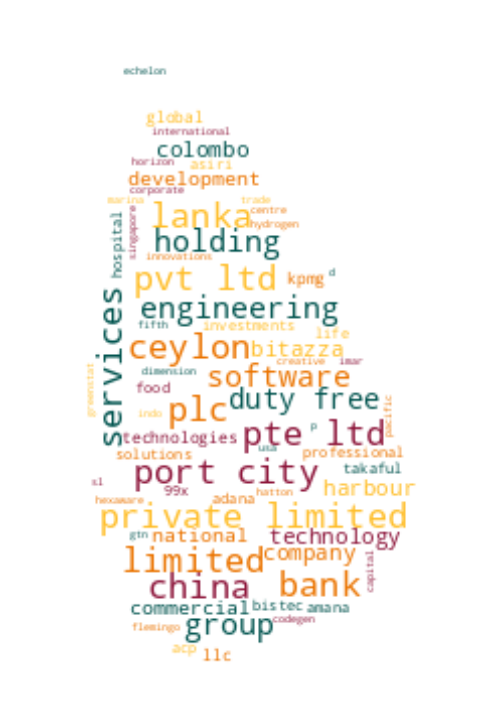 echelon
global
international
colombo
horizon asiri
development
corporate
marina trade
lanka centre
singapore hydrogen
hospital holding
innovations
pvt ltd kpmg d
engineering
services
fifth investments
life
ceylon bitazza
creative imar
dimension software
greenstat food duty free
indo plc pacific
technologies pte ltd p
usa
solutions professional
port city takaful
sl 99x harbour
hexaware adana hatton
private limited
gtn national technology
limited company
capital
china bank
commercial bistec amana
group codegen
flemingo
acp llc